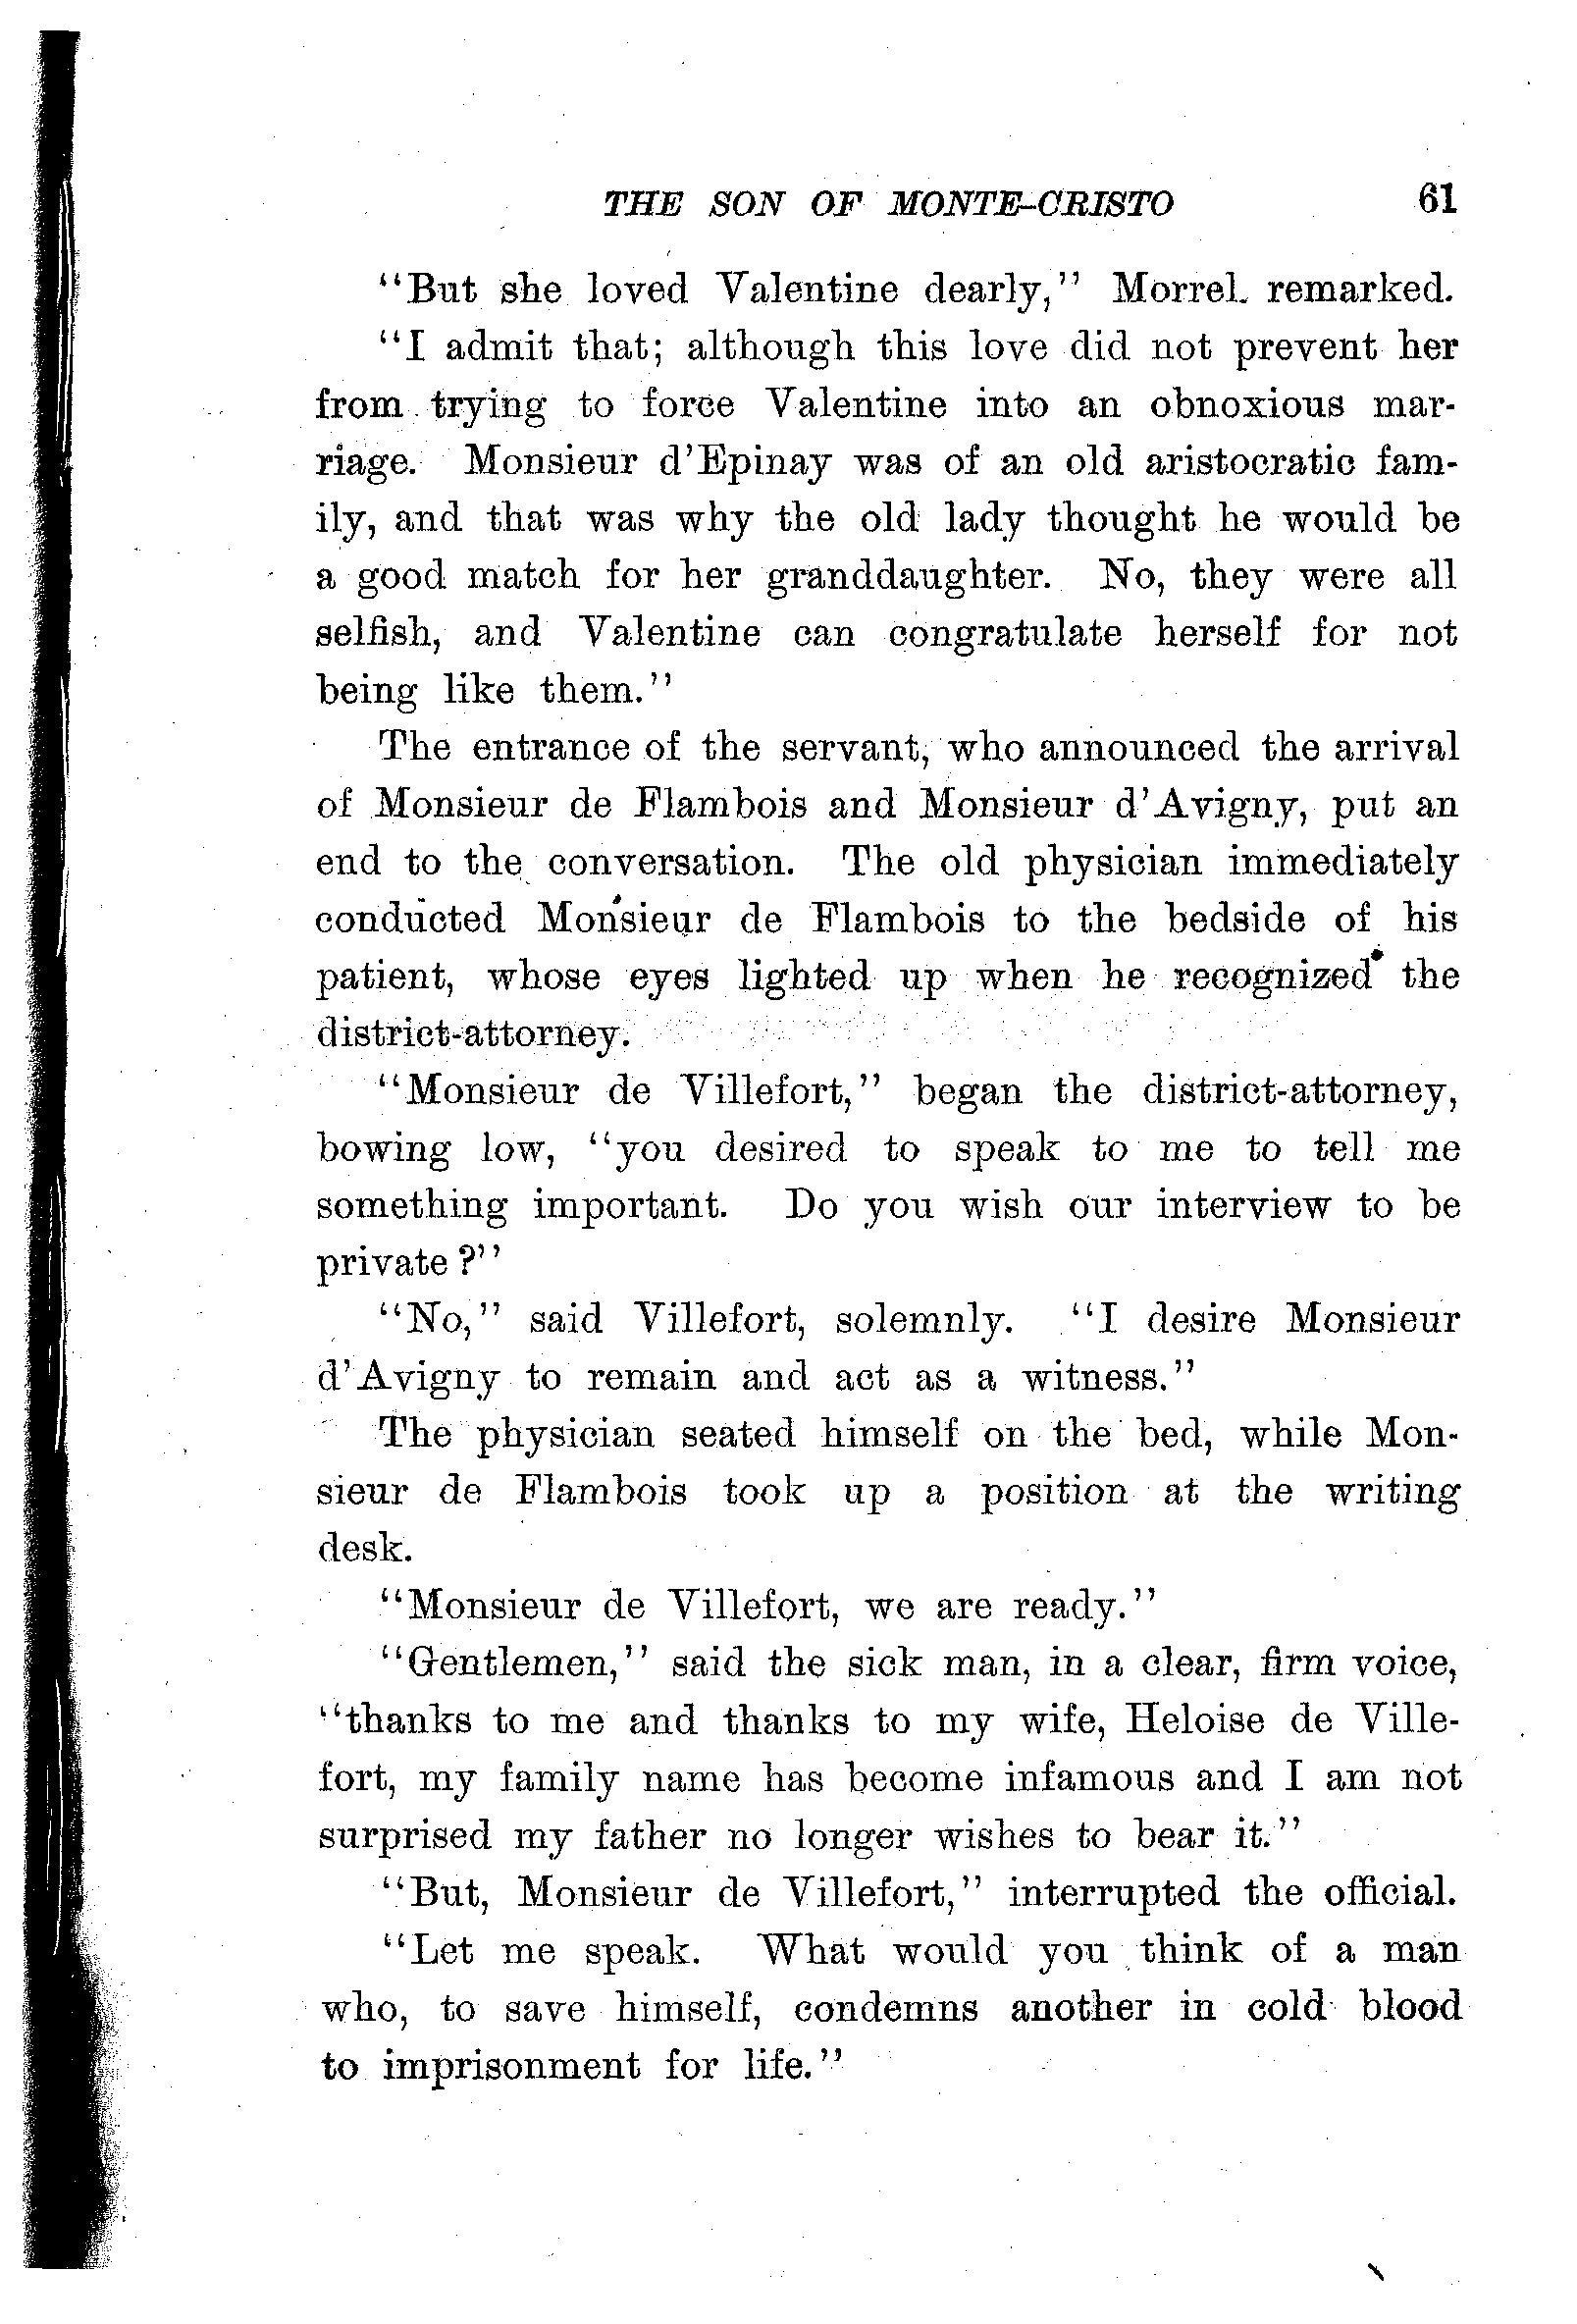 THE SON OF MONTE-CRISTO 61
"But she loved Valentine dearly," Morrel remarked.
"I admit that; although this love did not prevent her
from trying to force Valentine into an obnoxious mar-
riage. Monsieur d'Epinay was of an old aristocratic fam-
ily, and that was why the old lady thought he would be
a good match for her granddaughter. No, they were all
selfish, and Valentine can congratulate herself for not
being like them."
The entrance of the servant, who announced the arrival
of Monsieur de Flambois and Monsieur d'Avigny, put an
end to the conversation. The old physician immediately
conducted Monsieur de Flambois to the bedside of his
patient, whose eyes lighted up when he recognized the
district-attorney.
"Monsieur de Villefort," began the district-attorney,
bowing low, "you desired to speak to me to tell me
something important. Do you wish our interview to be
private?"
"No," said Villefort, solemnly. "I desire Monsieur
d'Avigny to remain and act as a witness."
The physician seated himself on the bed, while Mon-
sieur de Flambois took up a position at the writing
desk.
"Monsieur de Villefort, we are ready."
"Gentlemen," said the sick man, in a clear, firm voice,
"thanks to me and thanks to my wife, Heloise de Ville-
fort, my family name has become infamous and I am not
surprised my father no longer wishes to bear it."
"But, Monsieur de Villefort," interrupted the official.
"Let me speak. What would you think of a man
who, to save himself, condemns another in cold blood
to imprisonment for life."